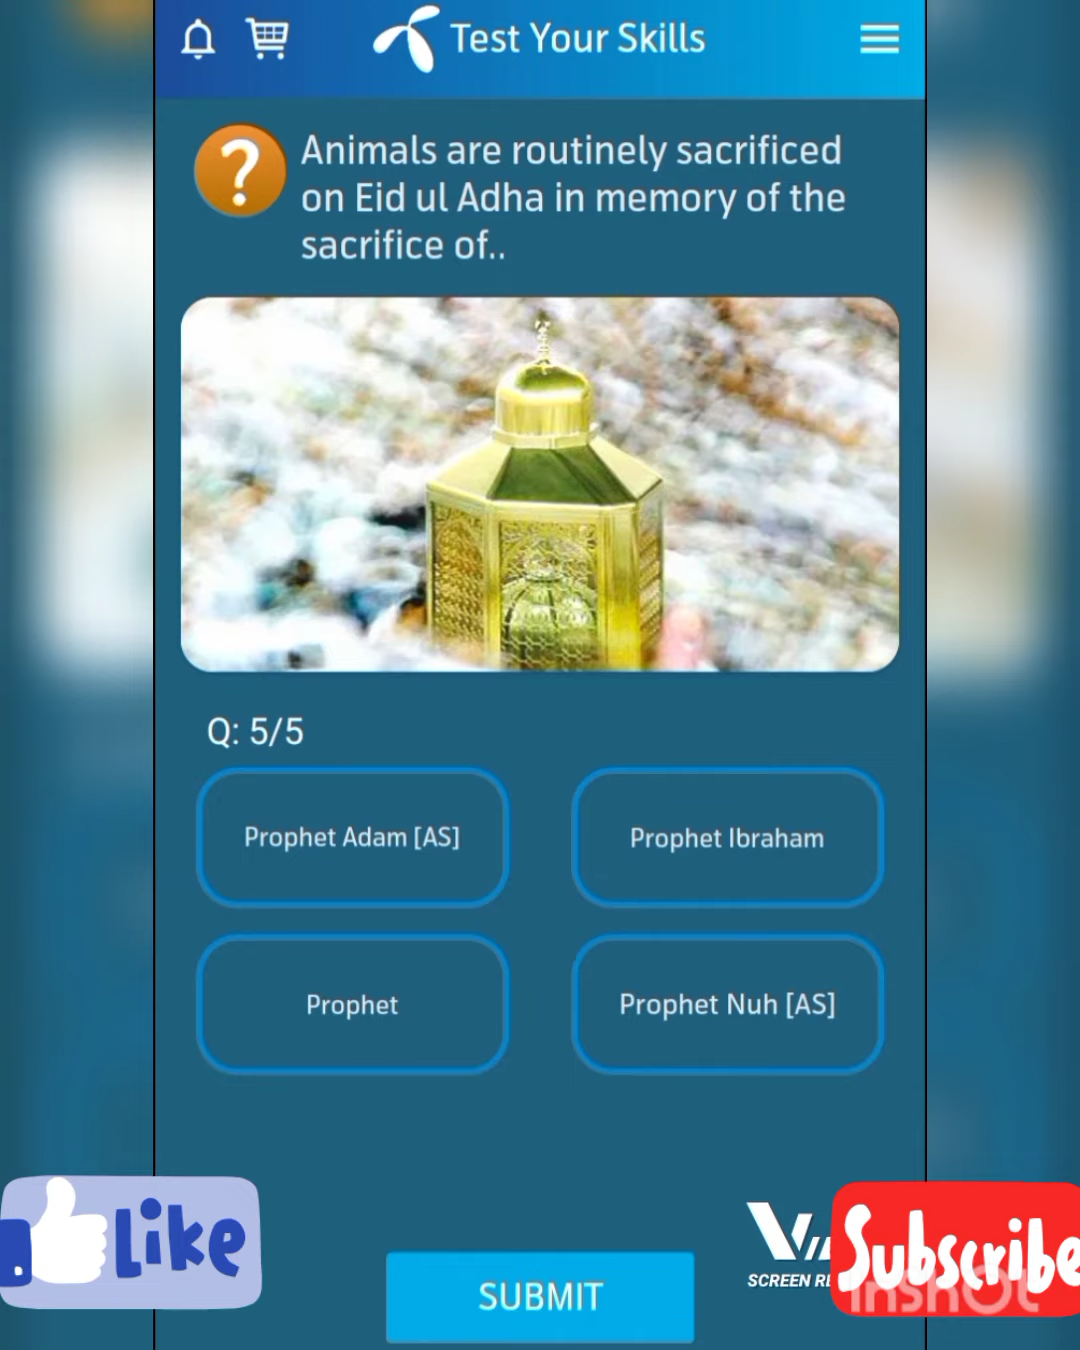 Test Your Skills
Animals are routinely sacrificed
on Eid ul Adha in memory of the
sacrifice of..
Q: 5/5
Prophet Adam [AS]
Prophet Ibraham
Prophet
Prophet Nuh [AS]
Like
Subscribe
SCREEN RE
InshOt
SUBMIT